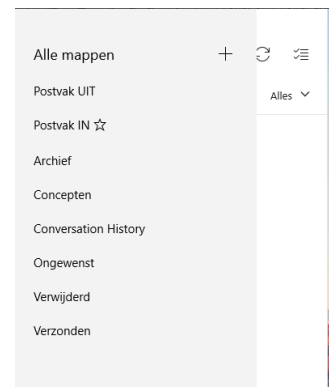 Alle mappen
Alles
Postvak UIT
Postvak IN
Archief
Concepten
Conversation History
Ongewenst
Verwijderd
Verzonden